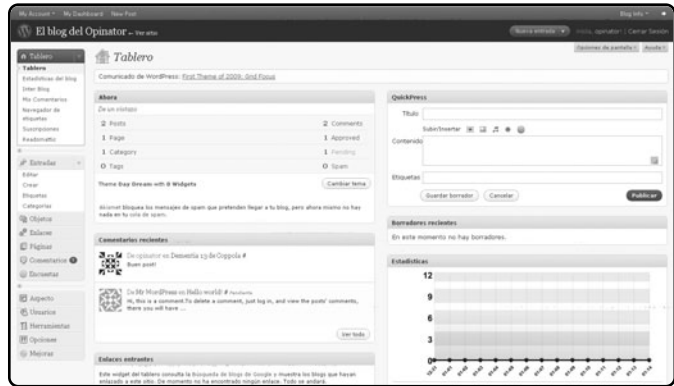 My Account
My Dashboard
New Post
Blog Info
El blog del Opinator
← Ver sitio
Nueva entrada
Hola, opinator! | Cerrar Sesión
Opciones de pantalla
Ayuda
Tablero
Tablero
Estadísticas del blog
Inter Blog
Mis Comentarios
Navegador de
etiquetas
Suscripciones
Readomattic
Entradas
Editar
Crear
Etiquetas
Categorías
Objetos
Enlaces
Páginas
Comentarios
Encuestas
Aspecto
Usuarios
Herramientas
Opciones
Mejoras
Tablero
Comunicado de WordPress: First Theme of 2009: Grid Focus
Ahora
De un vistazo
2 Posts
2 Comments
1 Page
1 Approved
1 Category
1 Pending
0 Tags
0 Spam
Theme Day Dream with 8 Widgets
Cambiar tema
Akismet bloquea los mensajes de spam que pretenden llegar a tu blog, pero ahora mismo no hay
nada en tu cola de spam.
Comentarios recientes
De opinator en Dementia 13 de Coppola #
Buen post!
De Mr WordPress en Hello world! # Pendiente
Hi, this is a comment.To delete a comment, just log in, and view the posts' comments,
there you will have ...
Ver todo
Enlaces entrantes
Este widget del tablero consulta la Búsqueda de blogs de Google y muestra los blogs que hayan
enlazado a este sitio. De momento no ha encontrado ningún enlace. Todo se andará.
QuickPress
Título
Subir/Insertar
Contenido
Etiquetas
Guardar borrador
Cancelar
Publicar
Borradores recientes
En este momento no hay borradores.
Estadísticas
12
9
6
3
0